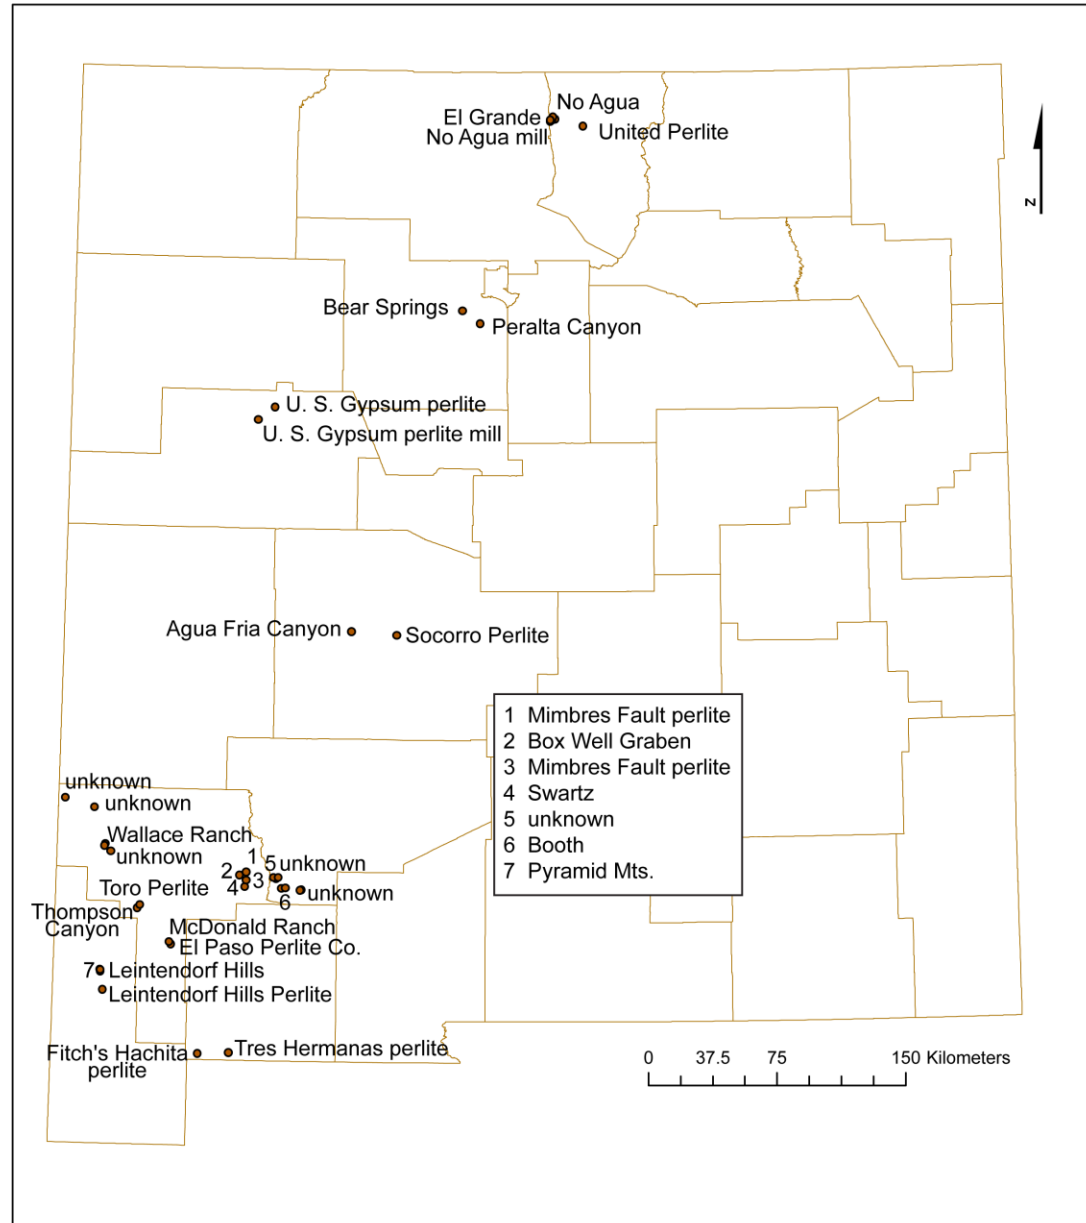 No Agua
El Grande
No Agua mill
United Perlite
N
Bear Springs
Peralta Canyon
U. S. Gypsum perlite
U. S. Gypsum perlite mill
Agua Fria Canyon
Socorro Perlite
1 Mimbres Fault perlite
2 Box Well Graben
3 Mimbres Fault perlite
4 Swartz
5 unknown
6 Booth
7 Pyramid Mts.
unknown
unknown
Wallace Ranch
unknown
1
2
3
4
5
unknown
6
unknown
Toro Perlite
Thompson
Canyon
McDonald Ranch
El Paso Perlite Co.
7
Leintendorf Hills
Leintendorf Hills Perlite
Fitch's Hachita
perlite
Tres Hermanas perlite
0 37.5 75 150 Kilometers